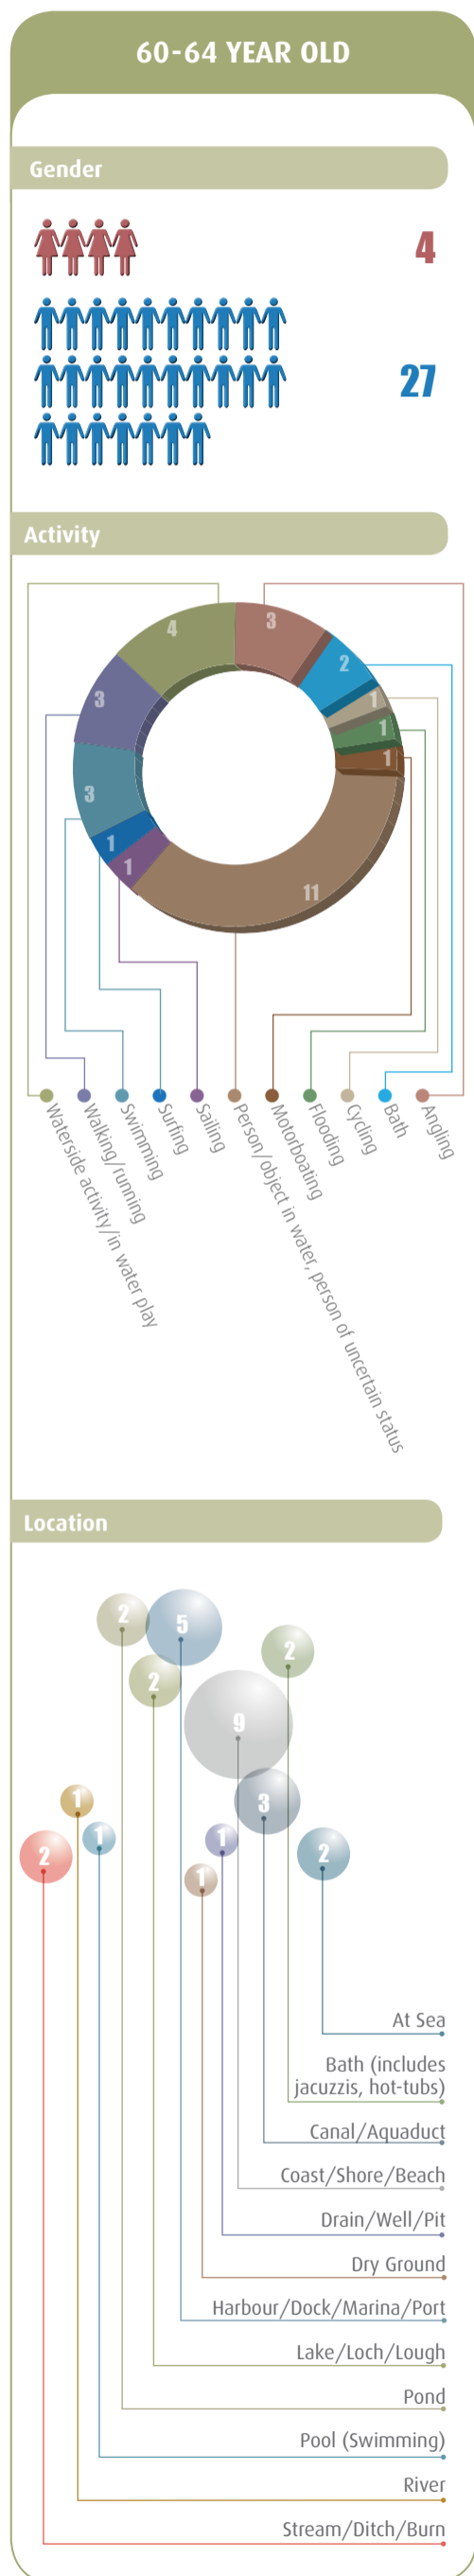 60-64 YEAR OLD
Gender
4
27
Activity
4
3
2
1
1
1
3
3
1
1
11
Waterside activity/in water play
Walking/running
Swimming
Surfing
Sailing
Person/object in water, person of uncertain status
Motorboating
Flooding
Cycling
Bath
Angling
Location
2
5
2
2
9
1
3
1
1
2
2
1
At Sea
Bath (includes
jacuzzis, hot-tubs)
Canal/Aquaduct
Coast/Shore/Beach
Drain/Well/Pit
Dry Ground
Harbour/Dock/Marina/Port
Lake/Loch/Lough
Pond
Pool (Swimming)
River
Stream/Ditch/Burn